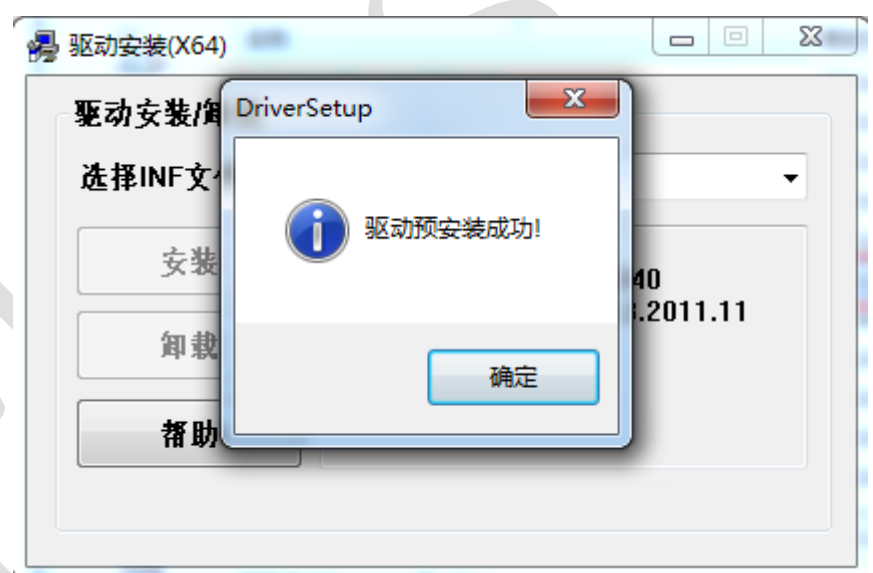 驱动安装(X64)
驱动安装/卸
DriverSetup
选择INF文
驱动预安装成功!
安装
40
.2011.11
卸载
确定
帮助